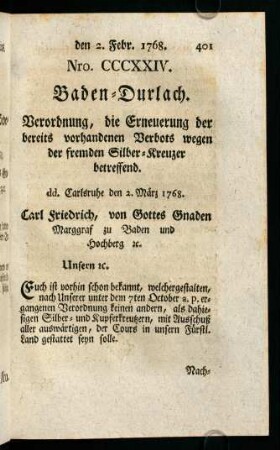 den 2. Febr. 1768. 401
Nro. CCCXXIV.
Baden-Durlach.
Verordnung, die Erneuerung der
bereits vorhandenen Verbots wegen
der fremden Silber-Kreuzer
betreffend.
dd. Carlsruhe den 2. März 1768.
Carl Friedrich, von Gottes Gnaden
Marggraf zu Baden und
Hochberg ꝛc.
Unsern ꝛc.
Euch ist vorhin schon bekannt, welchergestalten,
nach Unserer unter dem 7ten October a. p. er-
gangenen Verordnung keinen andern, als dahie-
sigen Silber- und Kupferkreutzern, mit Ausschluß
aller auswärtigen, der Cours in unsern Fürstl.
Land gestattet seyn solle.
Nach-